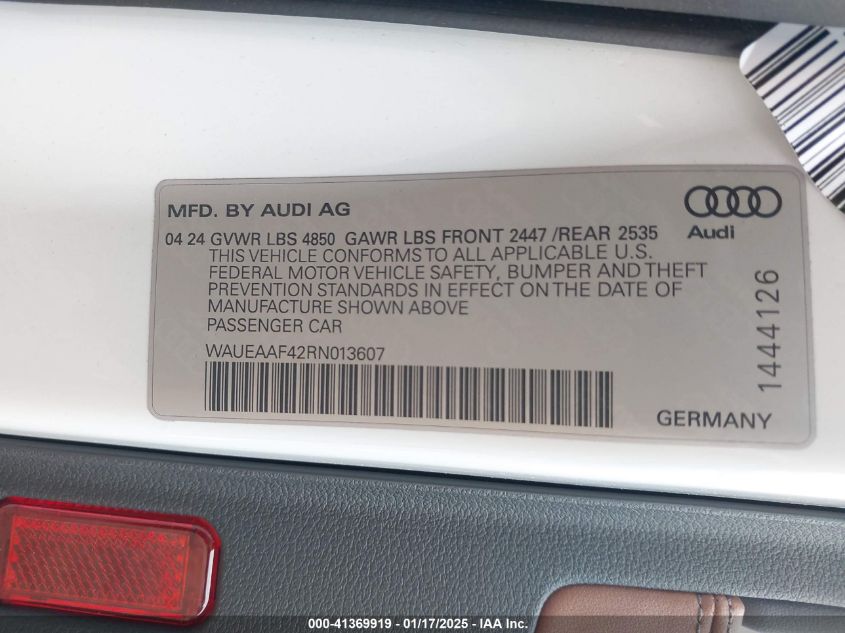 MFD. BY AUDI AG
Audi
04 24 GVWR LBS 4850 GAWR LBS FRONT 2447 /REAR 2535
THIS VEHICLE CONFORMS TO ALL APPLICABLE U.S.
FEDERAL MOTOR VEHICLE SAFETY, BUMPER AND THEFT
PREVENTION STANDARDS IN EFFECT ON THE DATE OF
MANUFACTURE SHOWN ABOVE
PASSENGER CAR
WAUEAAF42RN013607
1444126
GERMANY
000-41369919 - 01/17/2025 - IAA Inc.